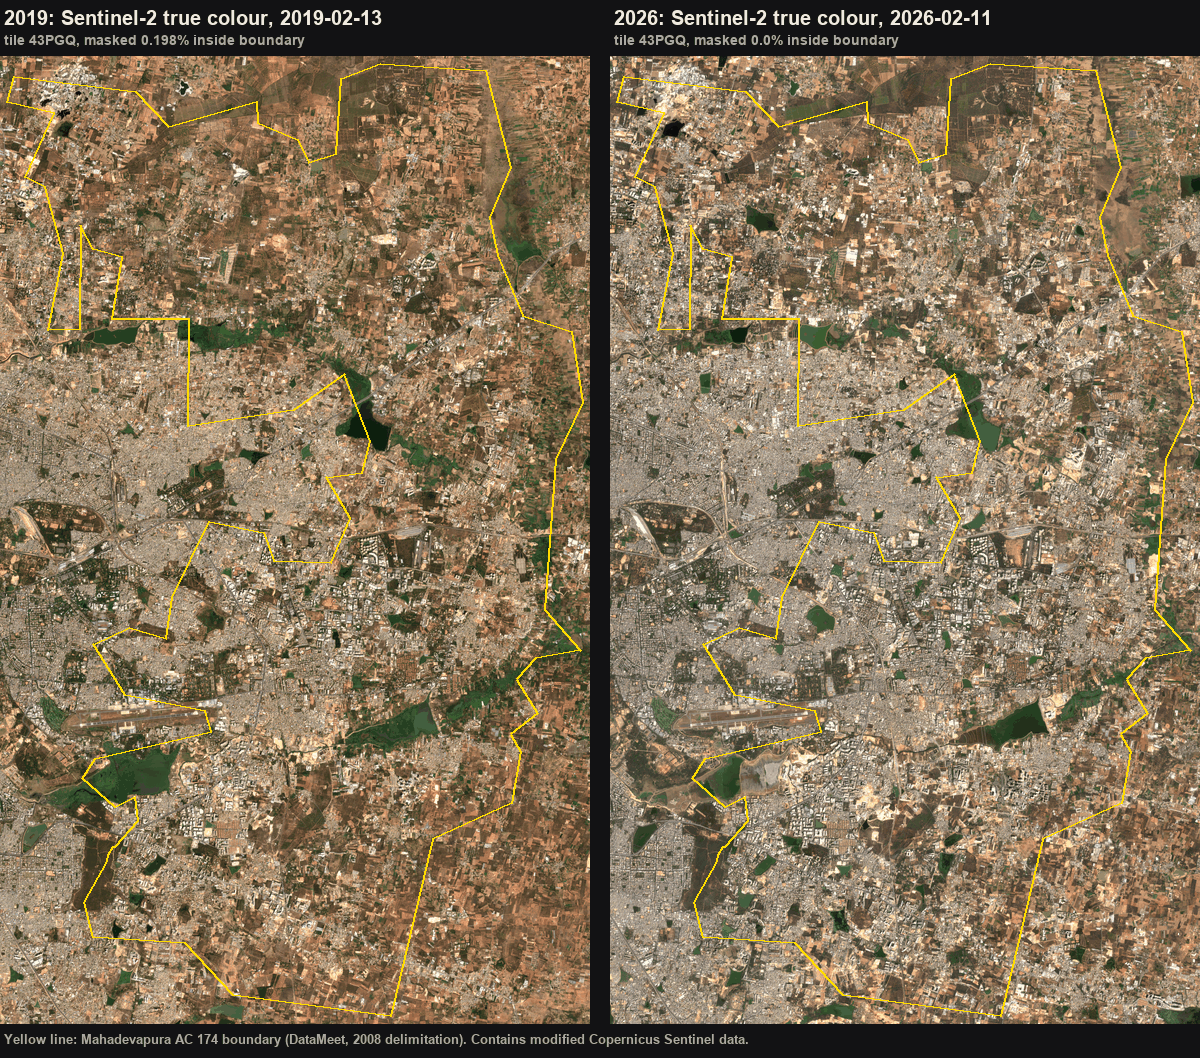 2019: Sentinel-2 true colour, 2019-02-13
tile 43PGQ, masked 0.198% inside boundary
2026: Sentinel-2 true colour, 2026-02-11
tile 43PGQ, masked 0.0% inside boundary
Yellow line: Mahadevapura AC 174 boundary (DataMeet, 2008 delimitation). Contains modified Copernicus Sentinel data.